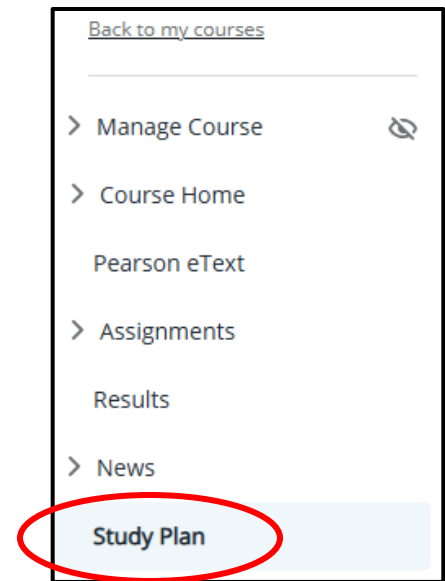 Back to my courses
Manage Course
Course Home
Pearson eText
Assignments
Results
News
Study Plan